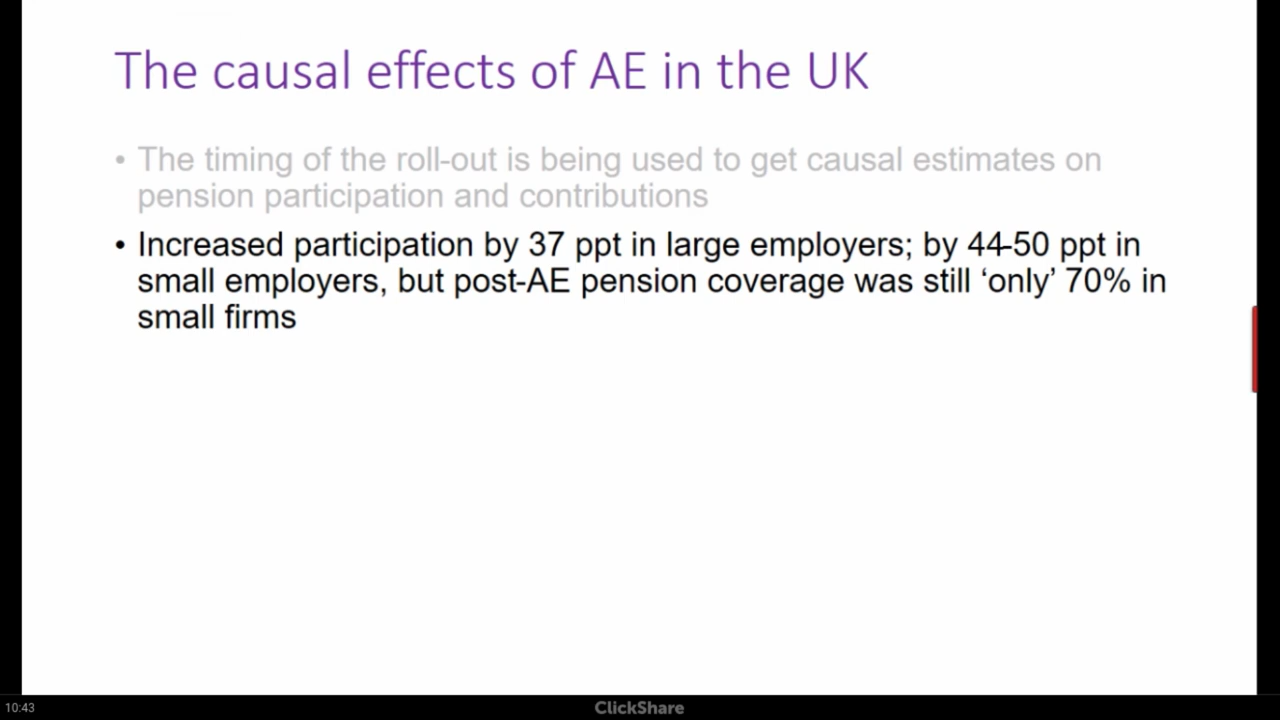 The causal effects of AE in the UK
• The timing of the roll-out is being used to get causal estimates on
pension participation and contributions
• Increased participation by 37 ppt in large employers; by 44-50 ppt in
small employers, but post-AE pension coverage was still ‘only’ 70% in
small firms
10:43
ClickShare